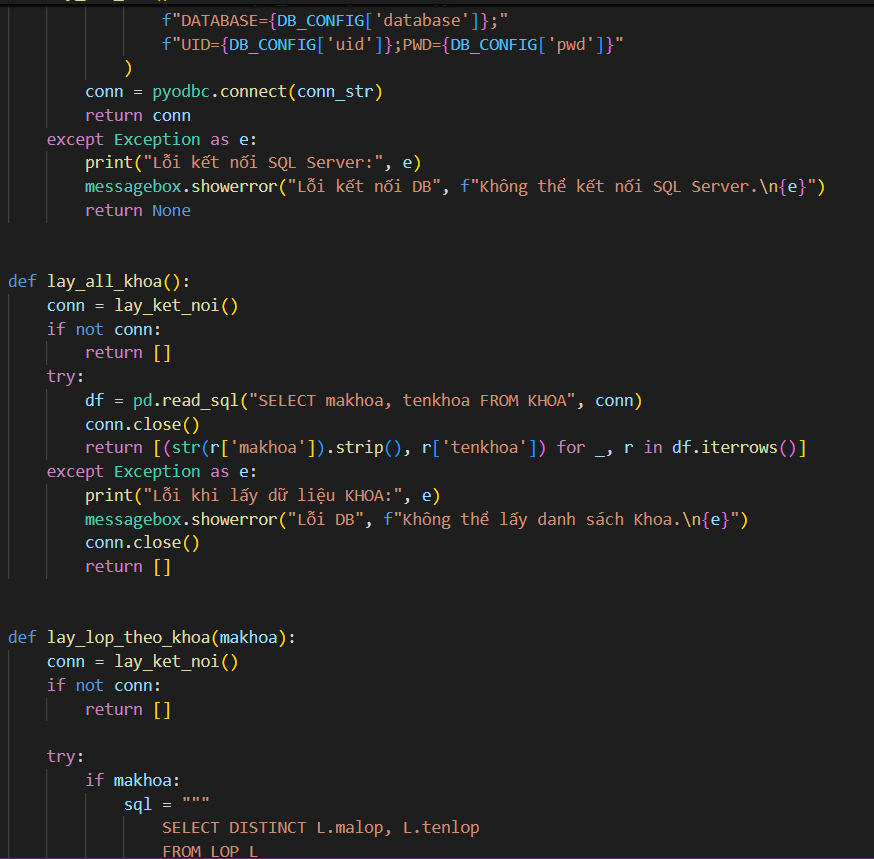 f"DATABASE={DB_CONFIG['database']};"
f"UID={DB_CONFIG['uid']};PWD={DB_CONFIG['pwd']}"
)
conn = pyodbc.connect(conn_str)
return conn
except Exception as e:
print("Lỗi kết nối SQL Server:", e)
messagebox.showerror("Lỗi kết nối DB", f"Không thể kết nối SQL Server.\n{e}")
return None
def lay_all_khoa():
conn = lay_ket_noi()
if not conn:
return []
try:
df = pd.read_sql("SELECT makhoa, tenkhoa FROM KHOA", conn)
conn.close()
return [(str(r['makhoa']).strip(), r['tenkhoa']) for _, r in df.iterrows()]
except Exception as e:
print("Lỗi khi lấy dữ liệu KHOA:", e)
messagebox.showerror("Lỗi DB", f"Không thể lấy danh sách Khoa.\n{e}")
conn.close()
return []
def lay_lop_theo_khoa(makhoa):
conn = lay_ket_noi()
if not conn:
return []
try:
if makhoa:
sql = """
SELECT DISTINCT L.malop, L.tenlop
FROM LOP L